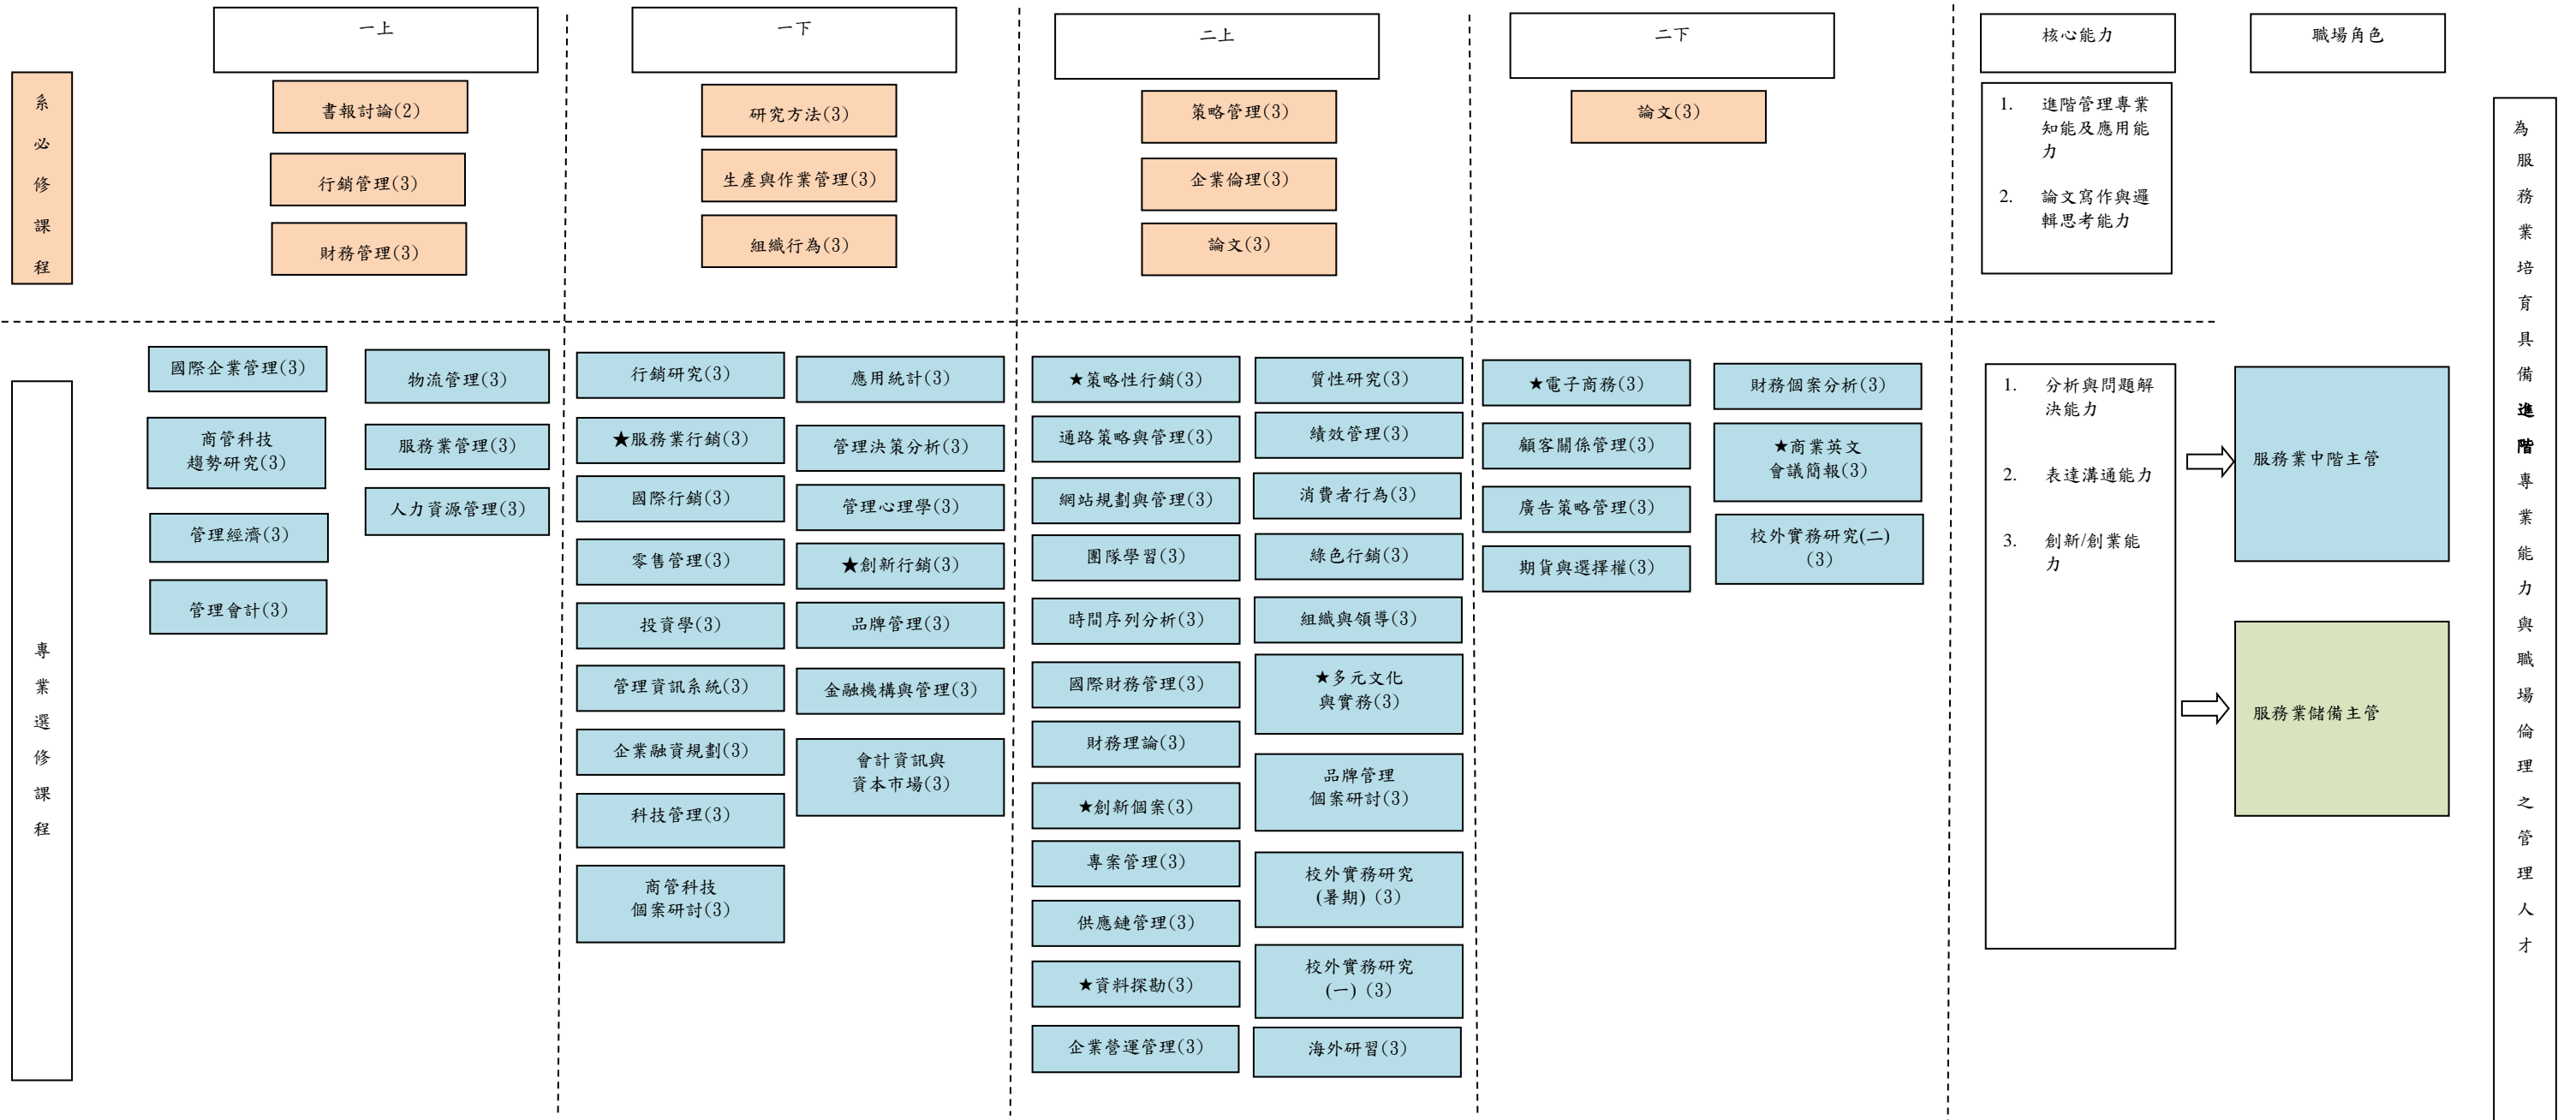 一上
一下
二上
二下
核心能力
職場角色
系必修課程
書報討論(2)
行銷管理(3)
財務管理(3)
研究方法(3)
生產與作業管理(3)
組織行為(3)
策略管理(3)
企業倫理(3)
論文(3)
論文(3)
1. 進階管理專業
知能及應用能
力
2. 論文寫作與邏
輯思考能力
專業選修課程
國際企業管理(3)
商管科技
趨勢研究(3)
管理經濟(3)
管理會計(3)
物流管理(3)
服務業管理(3)
人力資源管理(3)
行銷研究(3)
★服務業行銷(3)
國際行銷(3)
零售管理(3)
投資學(3)
管理資訊系統(3)
企業融資規劃(3)
科技管理(3)
商管科技
個案研討(3)
應用統計(3)
管理決策分析(3)
管理心理學(3)
★創新行銷(3)
品牌管理(3)
金融機構與管理(3)
會計資訊與
資本市場(3)
★策略性行銷(3)
通路策略與管理(3)
網站規劃與管理(3)
團隊學習(3)
時間序列分析(3)
國際財務管理(3)
財務理論(3)
★創新個案(3)
專案管理(3)
供應鏈管理(3)
★資料探勘(3)
企業營運管理(3)
質性研究(3)
績效管理(3)
消費者行為(3)
綠色行銷(3)
組織與領導(3)
★多元文化
與實務(3)
品牌管理
個案研討(3)
校外實務研究
(暑期) (3)
校外實務研究
(一) (3)
海外研習(3)
★電子商務(3)
顧客關係管理(3)
廣告策略管理(3)
期貨與選擇權(3)
財務個案分析(3)
★商業英文
會議簡報(3)
校外實務研究(二)
(3)
1. 分析與問題解
決能力
2. 表達溝通能力
3. 創新/創業能
力
服務業中階主管
服務業儲備主管
為服務業培育具備進階專業能力與職場倫理之管理人才